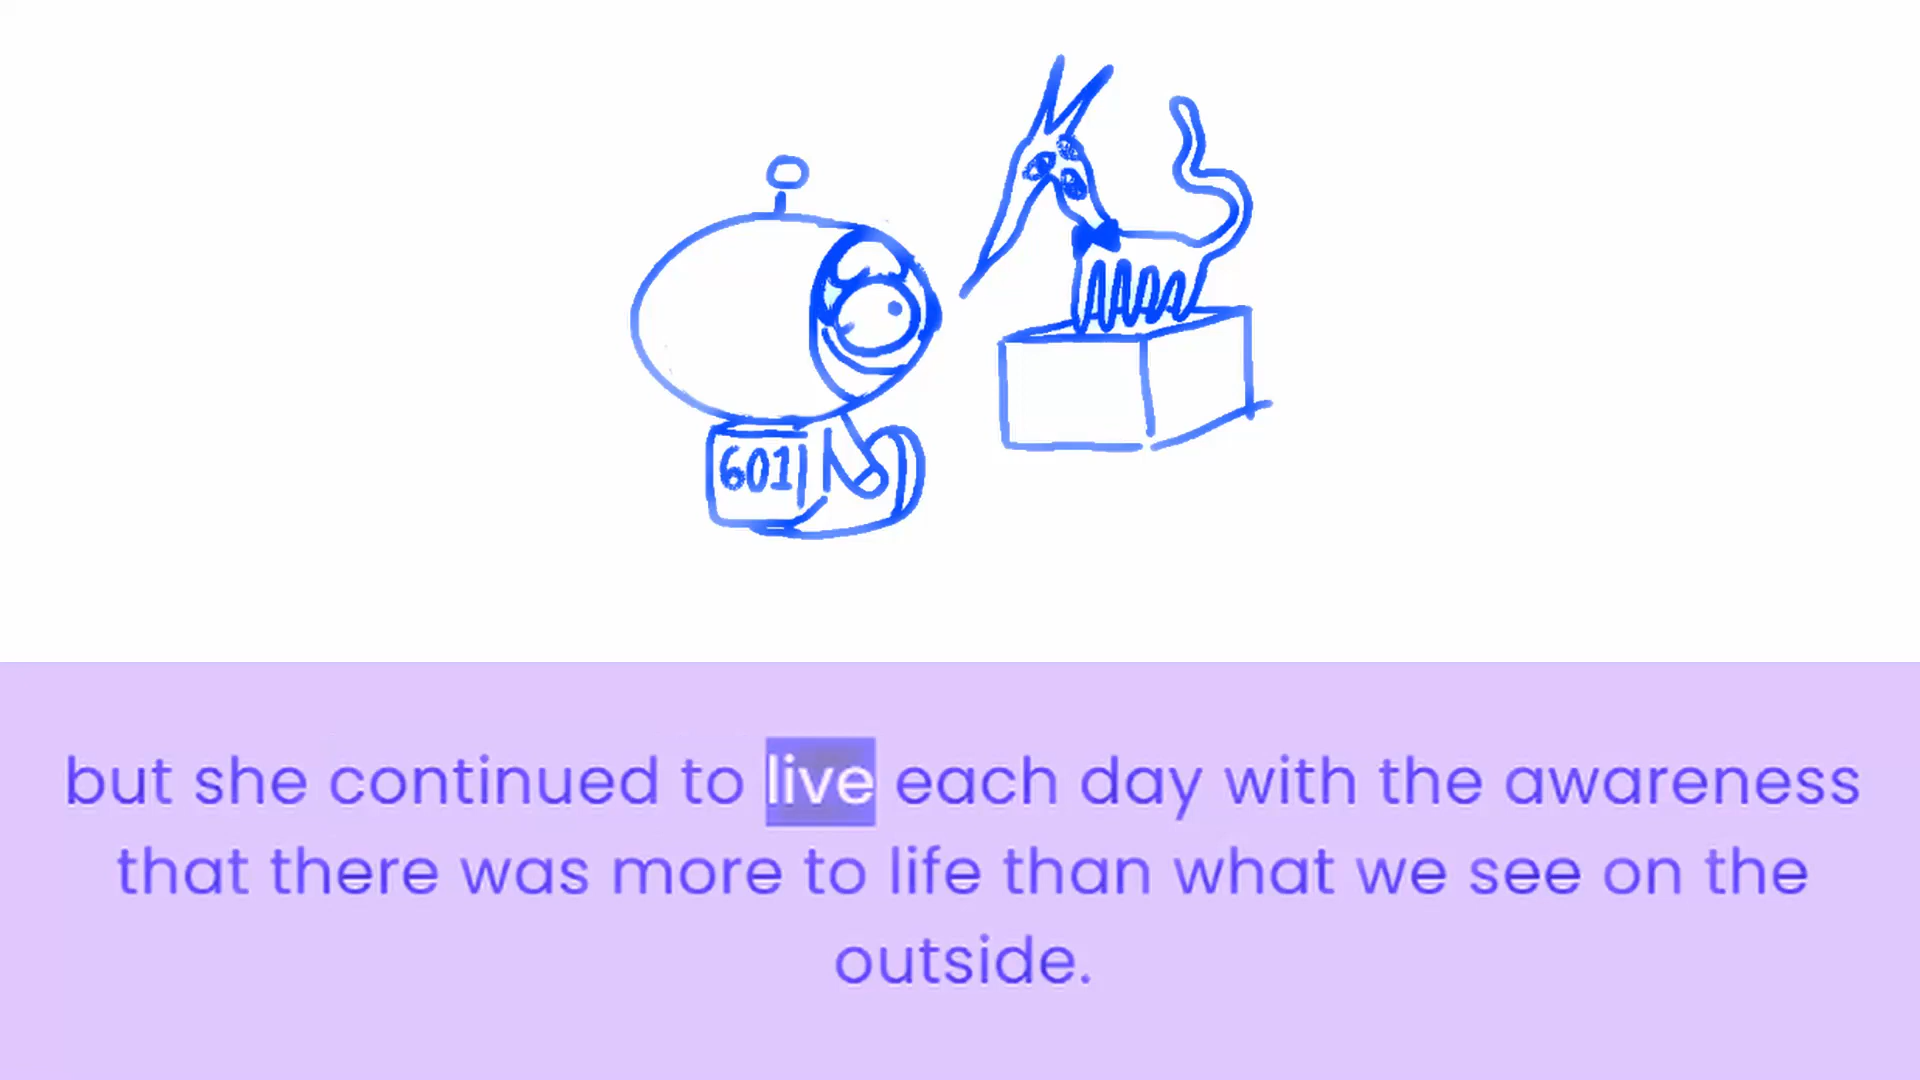 601
but she continued to live each day with the awareness
that there was more to life than what we see on the
outside.